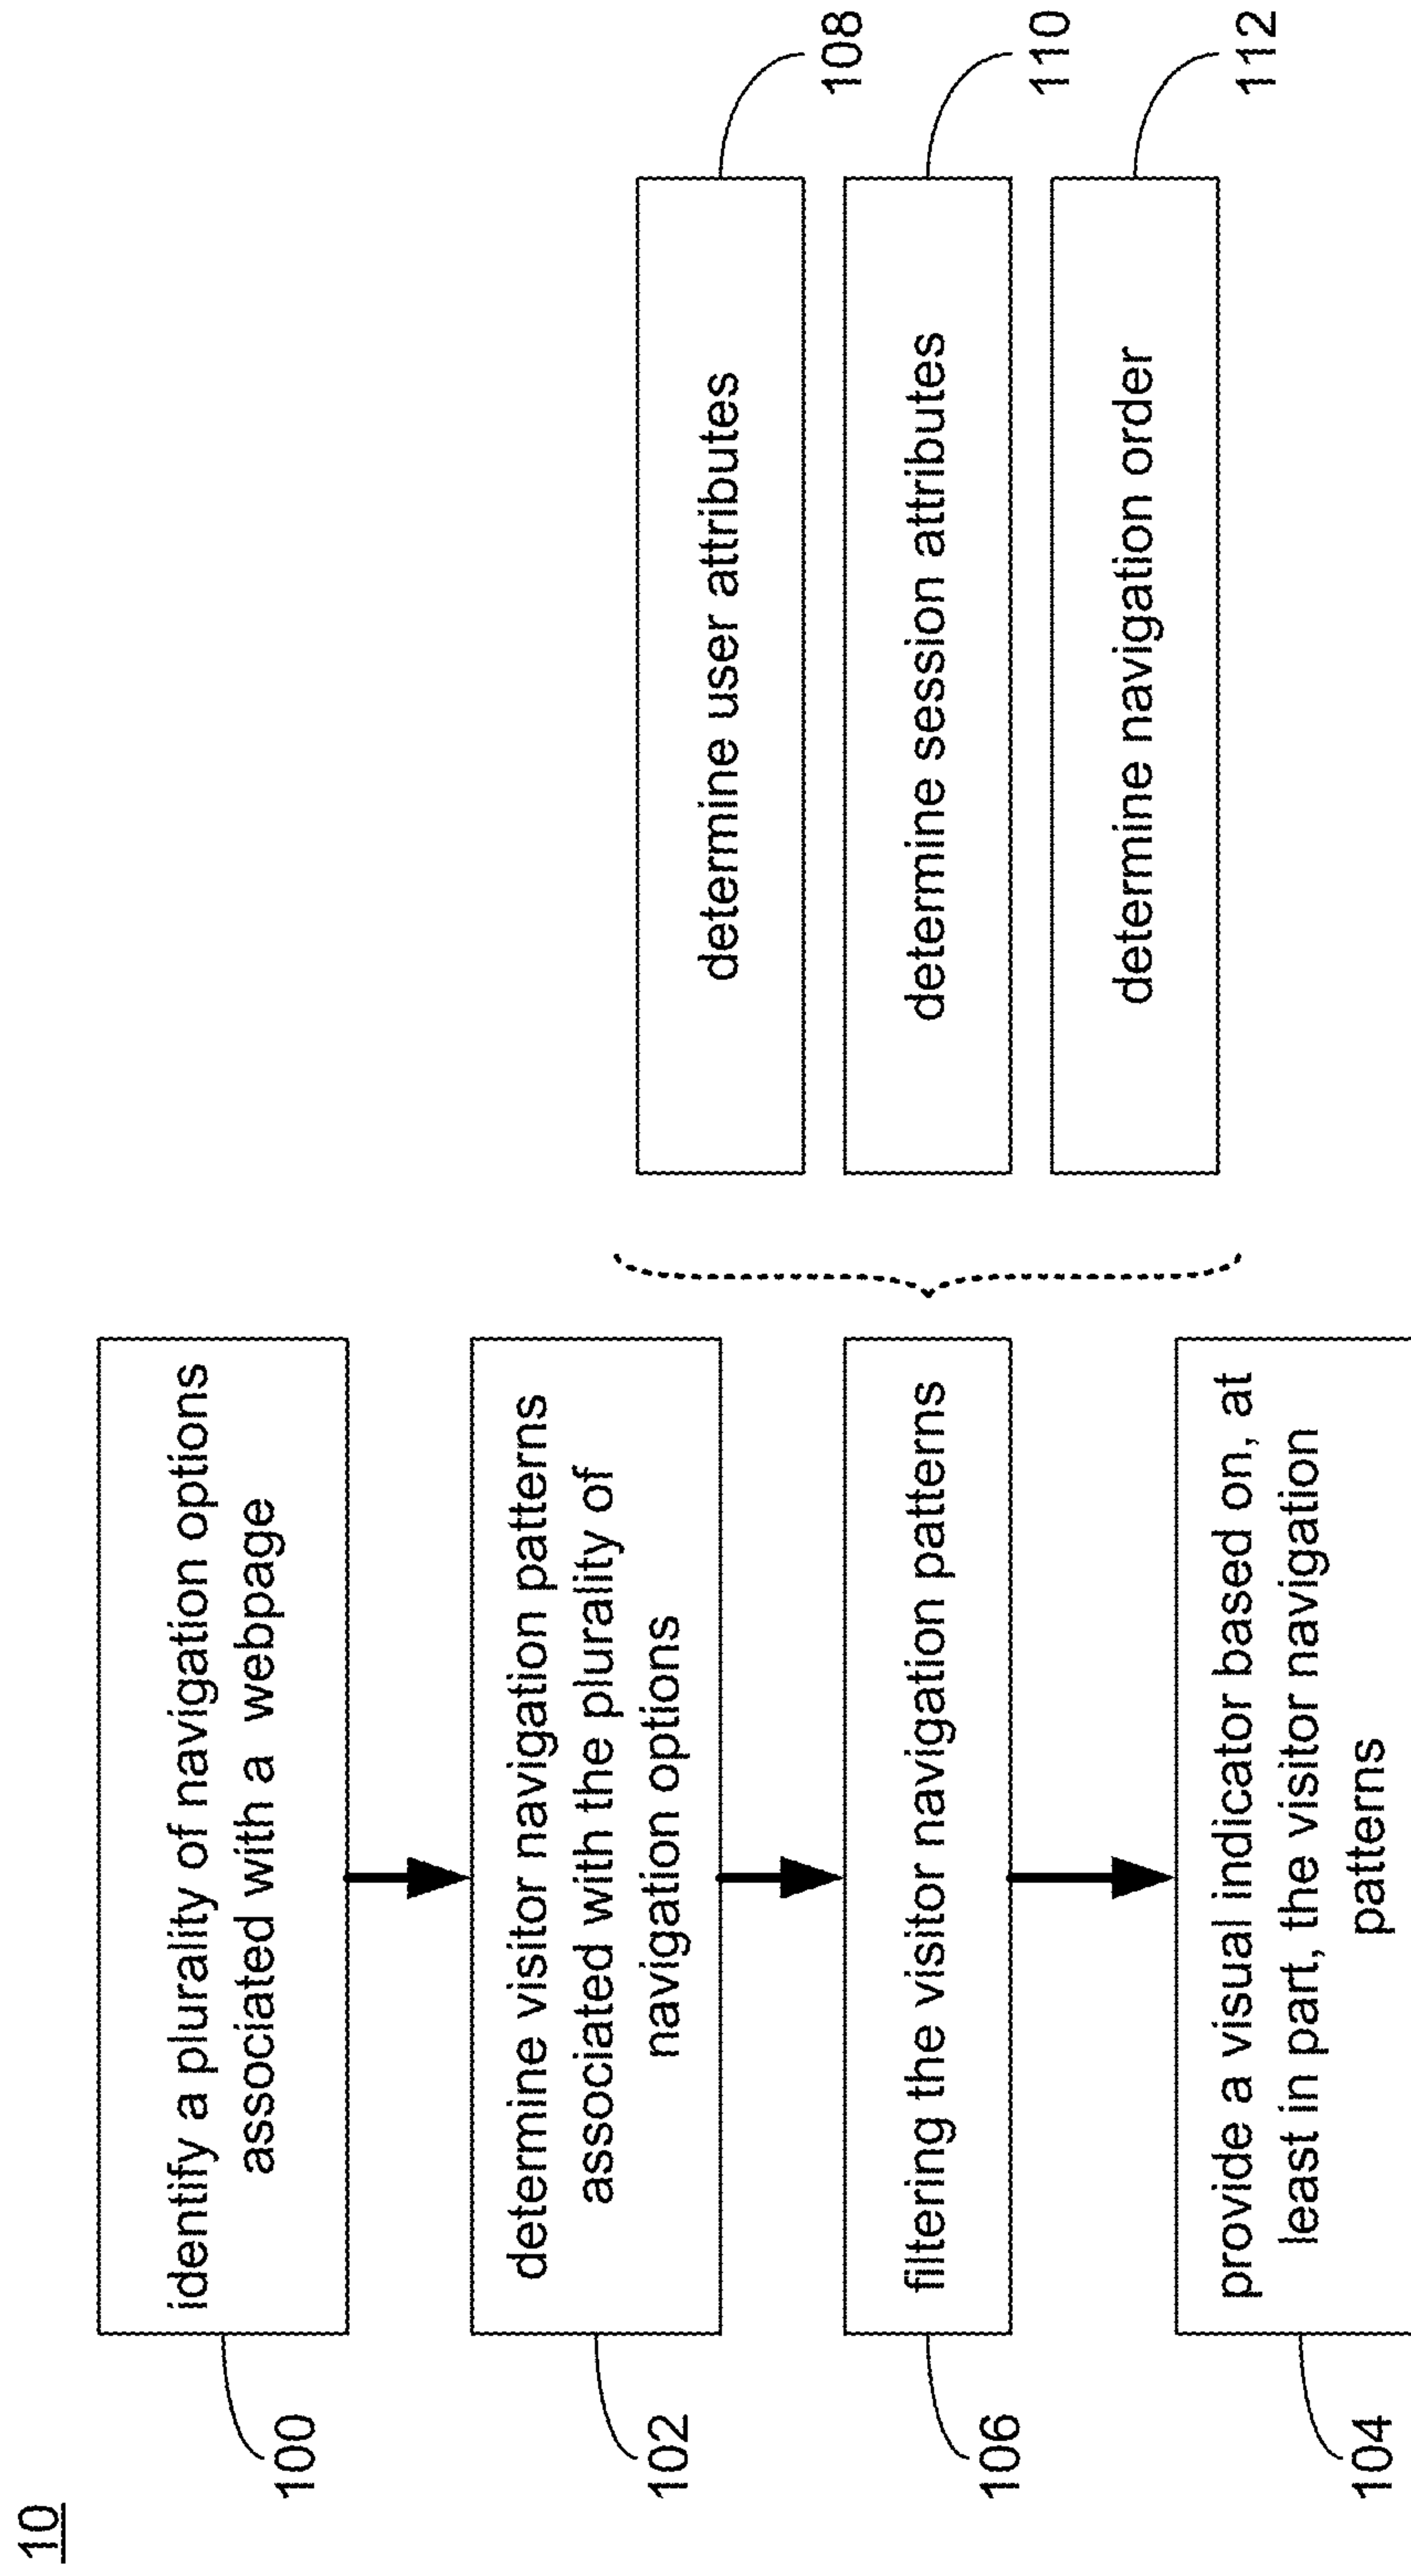 10
identify a plurality of navigation options
associated with a webpage
100
determine visitor navigation patterns
associated with the plurality of
navigation options
102
filtering the visitor navigation patterns
106
provide a visual indicator based on, at
least in part, the visitor navigation
patterns
104
determine user attributes
108
determine session attributes
110
determine navigation order
112